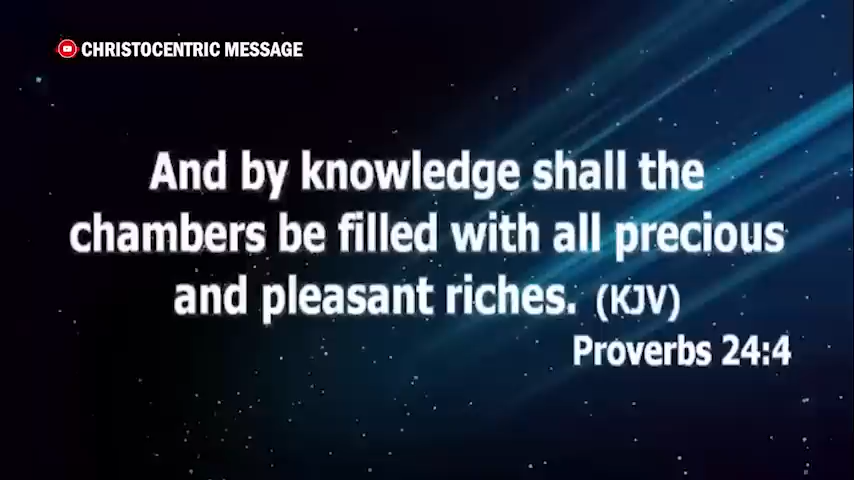 CHRISTOCENTRIC MESSAGE
And by knowledge shall the
chambers be filled with all precious
and pleasant riches. (KJV)
Proverbs 24:4